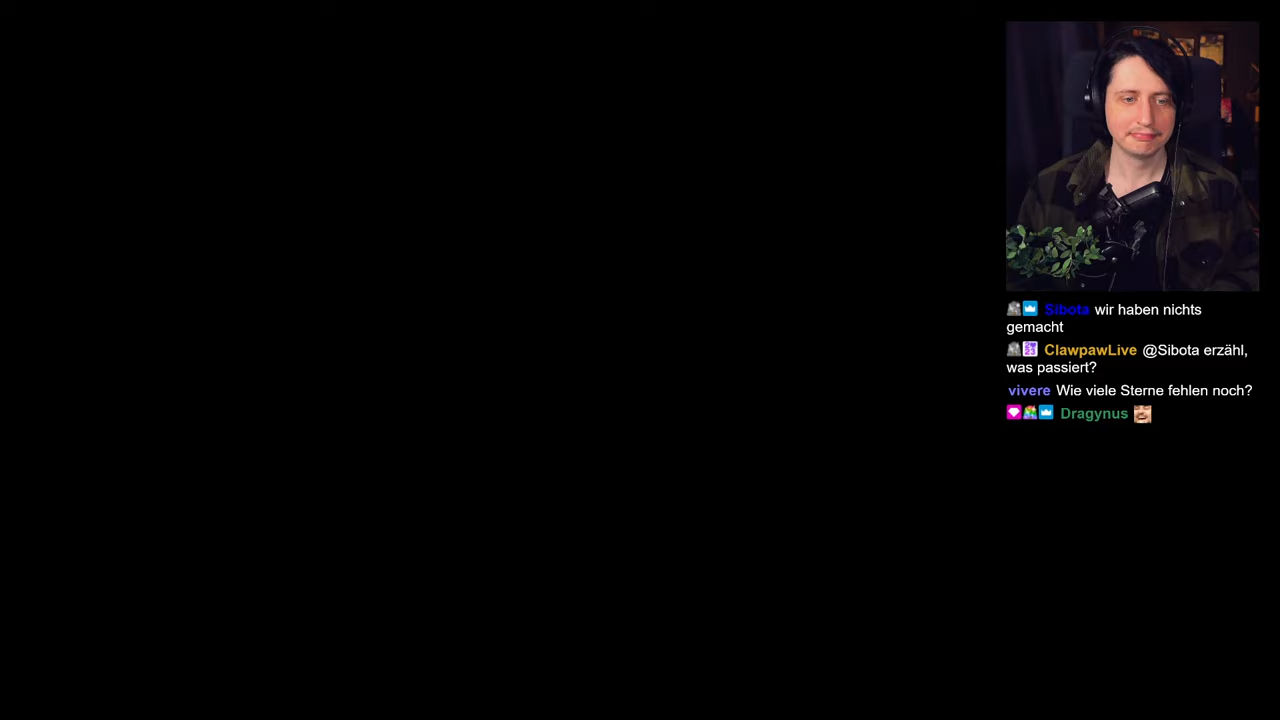 Sibota wir haben nichts
gemacht
ClawpawLive @Sibota erzähl,
was passiert?
vivere Wie viele Sterne fehlen noch?
Dragynus